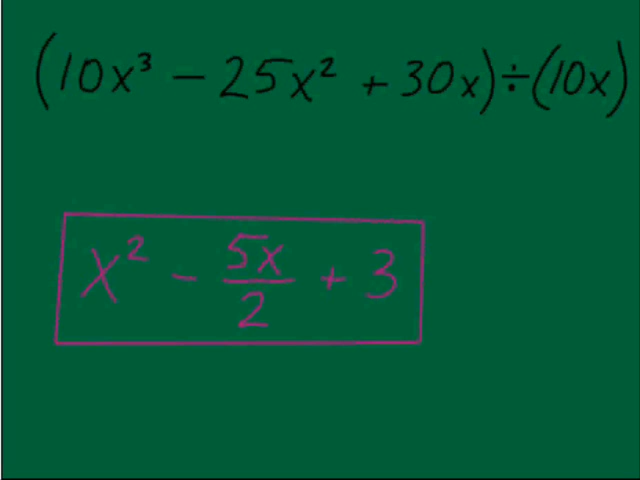 (10x³ − 25x² + 30x) ÷ (10x)
x² − 5x/2 + 3